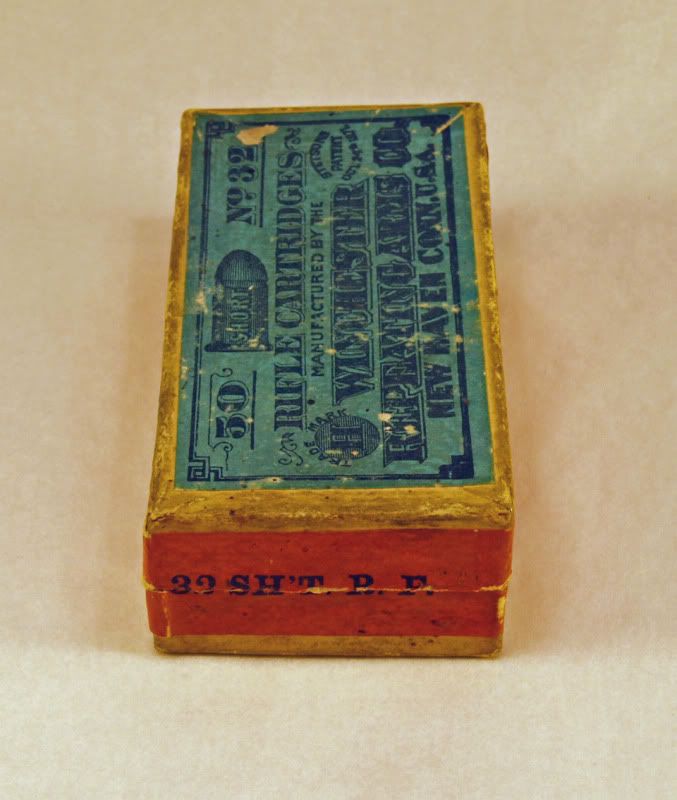 50 SHORT No. 32
RIFLE CARTRIDGES
MANUFACTURED BY THE
PATENT
WINCHESTER
TRADE MARK
H
REPEATING ARMS CO.
NEW HAVEN CONN. U.S.A.
32 SH'T. R. F.